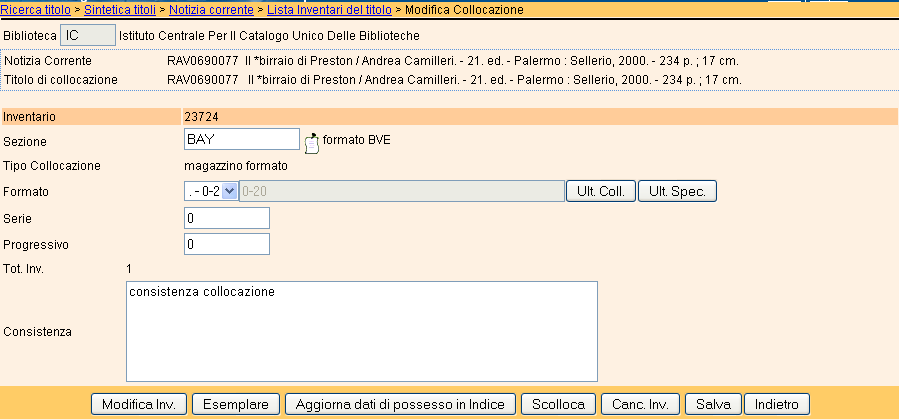 Ricerca titolo > Sintetica titoli > Notizia corrente > Lista Inventari del titolo > Modifica Collocazione
Biblioteca IC Istituto Centrale Per Il Catalogo Unico Delle Biblioteche
Notizia Corrente RAV0690077 Il *birraio di Preston / Andrea Camilleri. - 21. ed. - Palermo : Sellerio, 2000. - 234 p. ; 17 cm.
Titolo di collocazione RAV0690077 Il *birraio di Preston / Andrea Camilleri. - 21. ed. - Palermo : Sellerio, 2000. - 234 p. ; 17 cm.
Inventario 23724
Sezione BAY formato BVE
Tipo Collocazione magazzino formato
Formato . - 0-2 0-20 Ult. Coll. Ult. Spec.
Serie 0
Progressivo 0
Tot. Inv. 1
consistenza collocazione
Consistenza
Modifica Inv. Esemplare Aggiorna dati di possesso in Indice Scolloca Canc. Inv. Salva Indietro